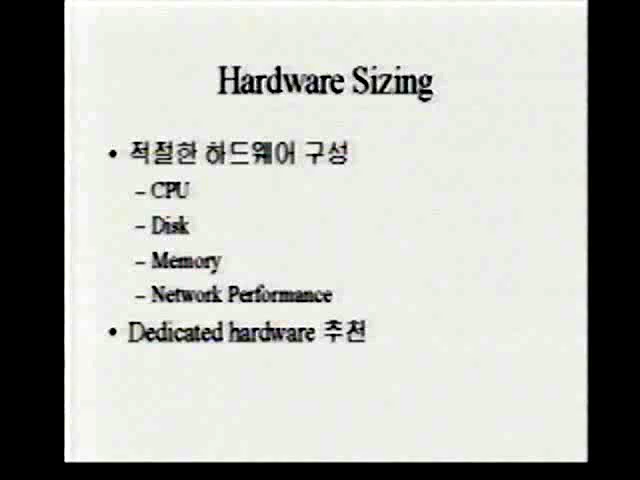 Hardware Sizing
• 적절한 하드웨어 구성
– CPU
– Disk
– Memory
– Network Performance
• Dedicated hardware 추천